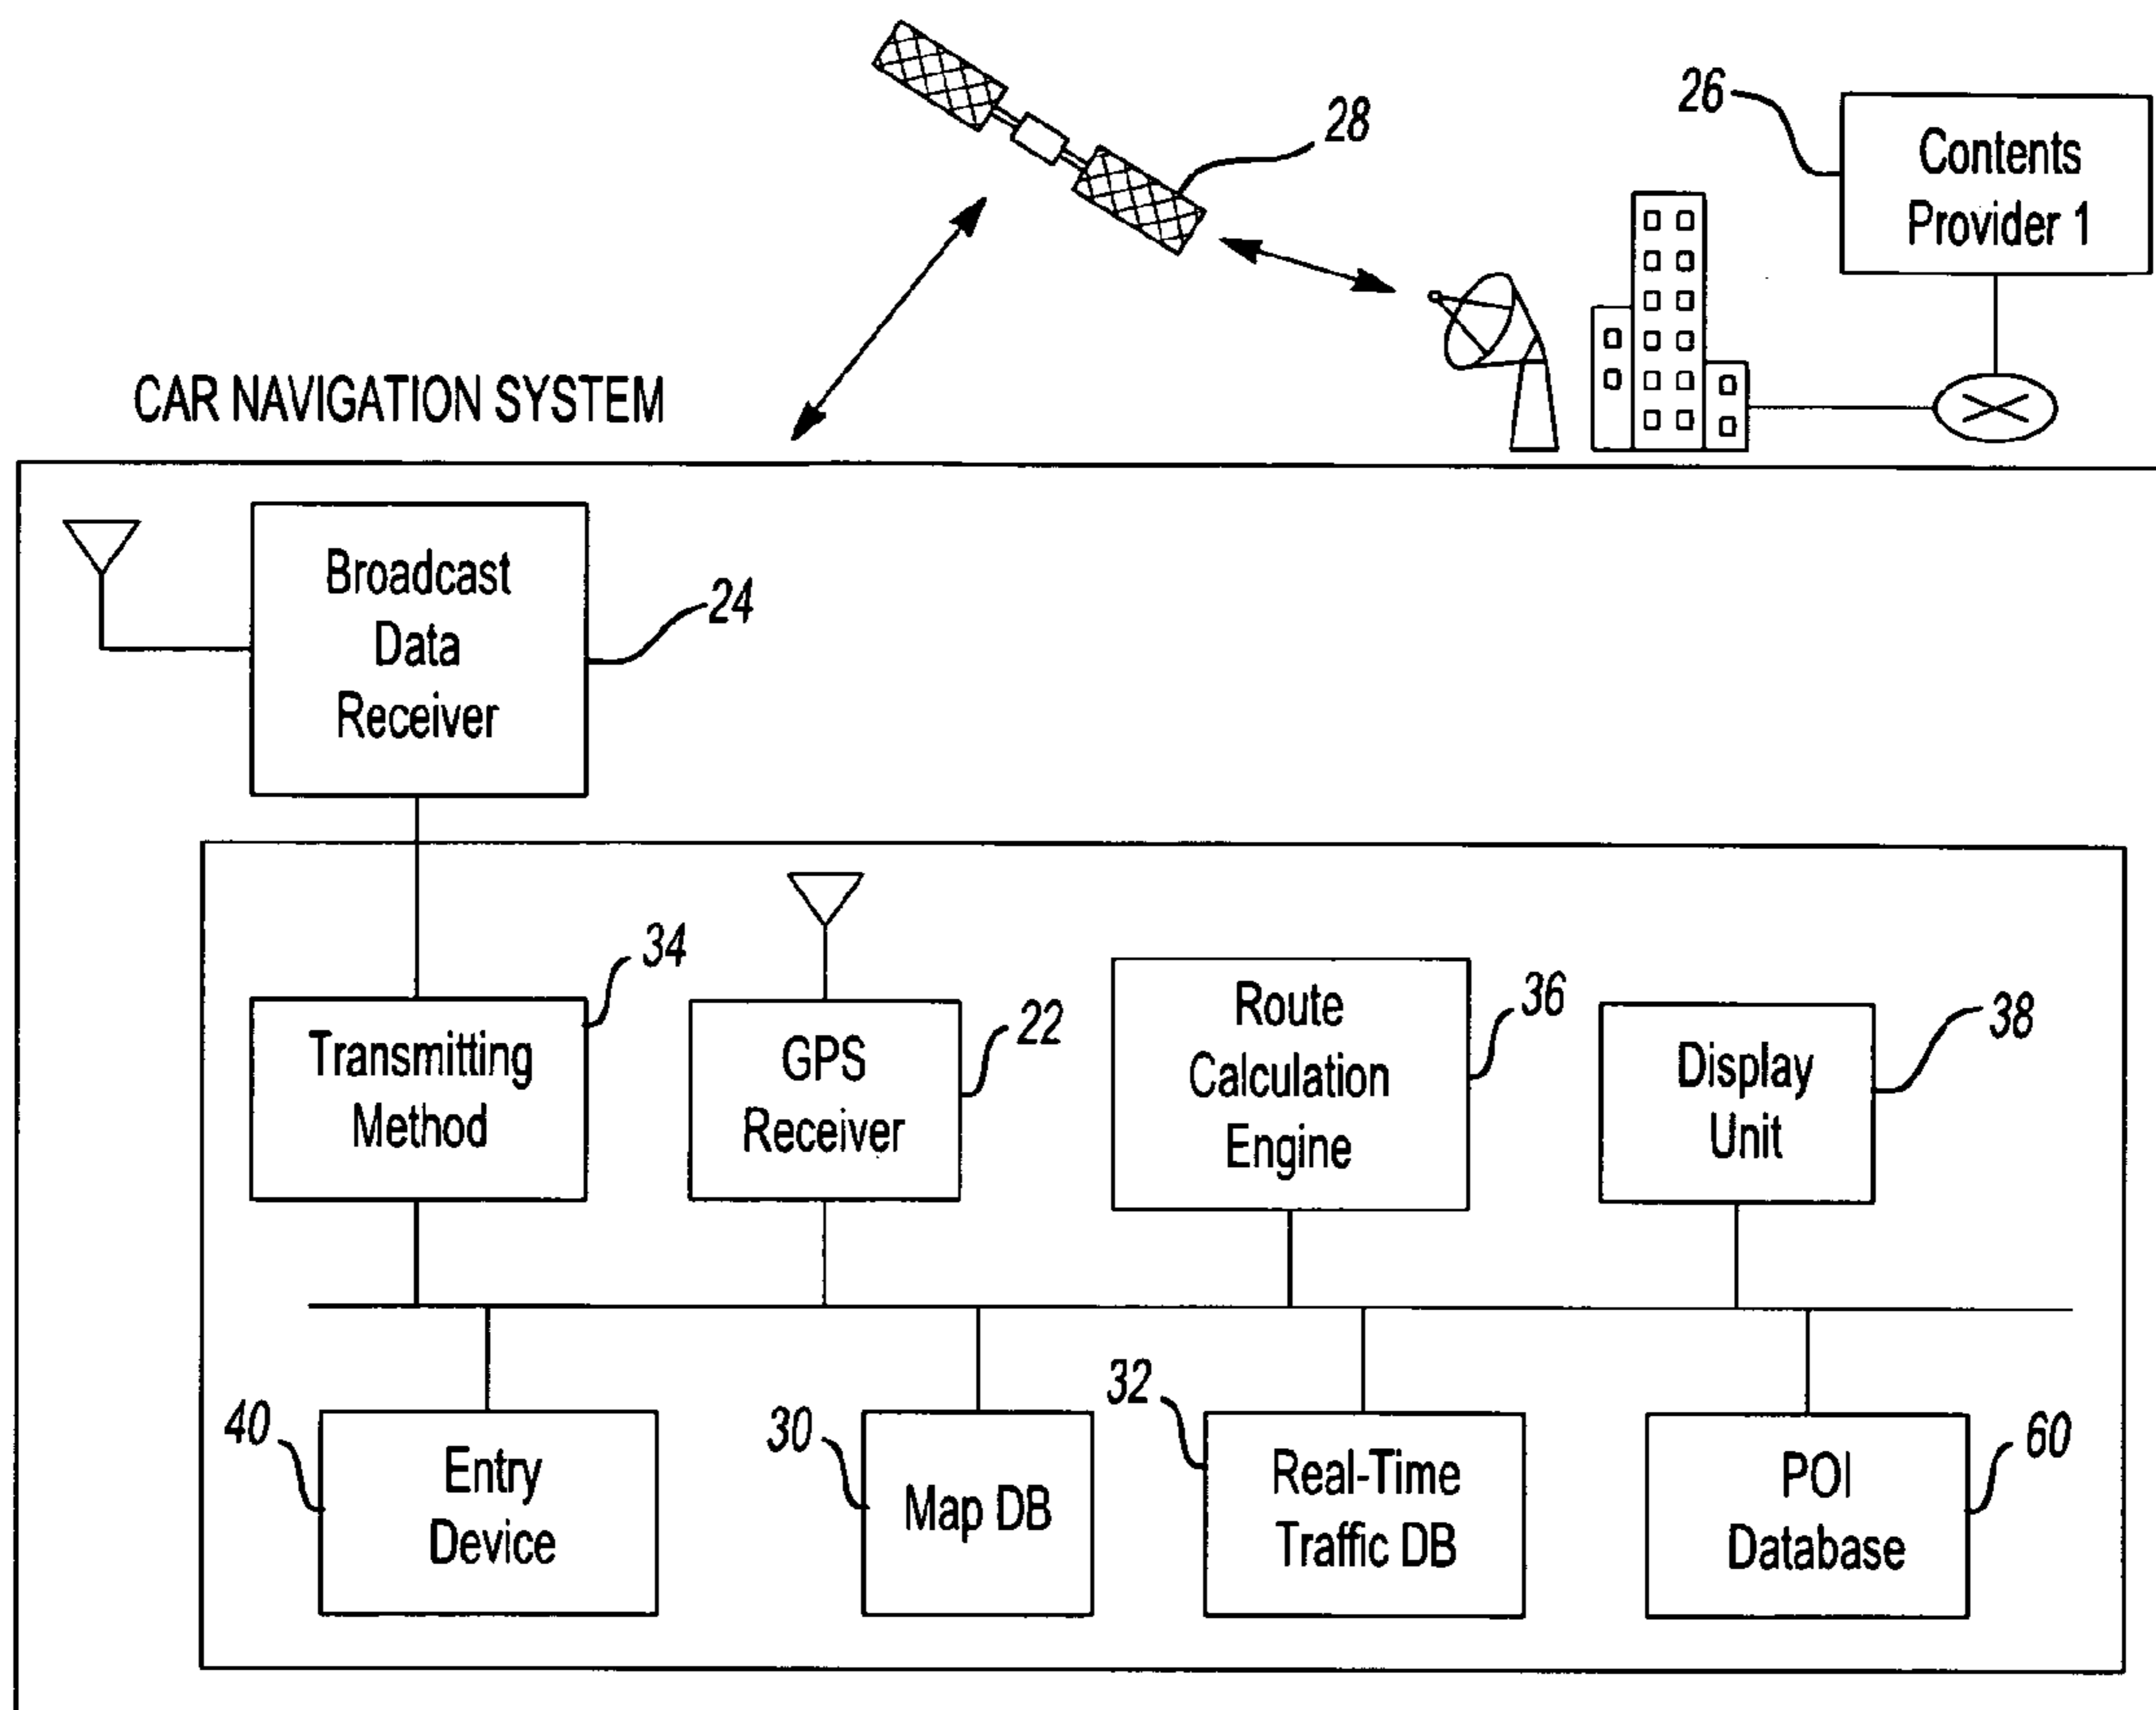 28
26
Contents
Provider 1
CAR NAVIGATION SYSTEM
Broadcast
Data
Receiver
24
34
Transmitting
Method
GPS
Receiver
22
Route
Calculation
Engine
36
Display
Unit
38
40
Entry
Device
30
Map DB
32
Real-Time
Traffic DB
POI
Database
60